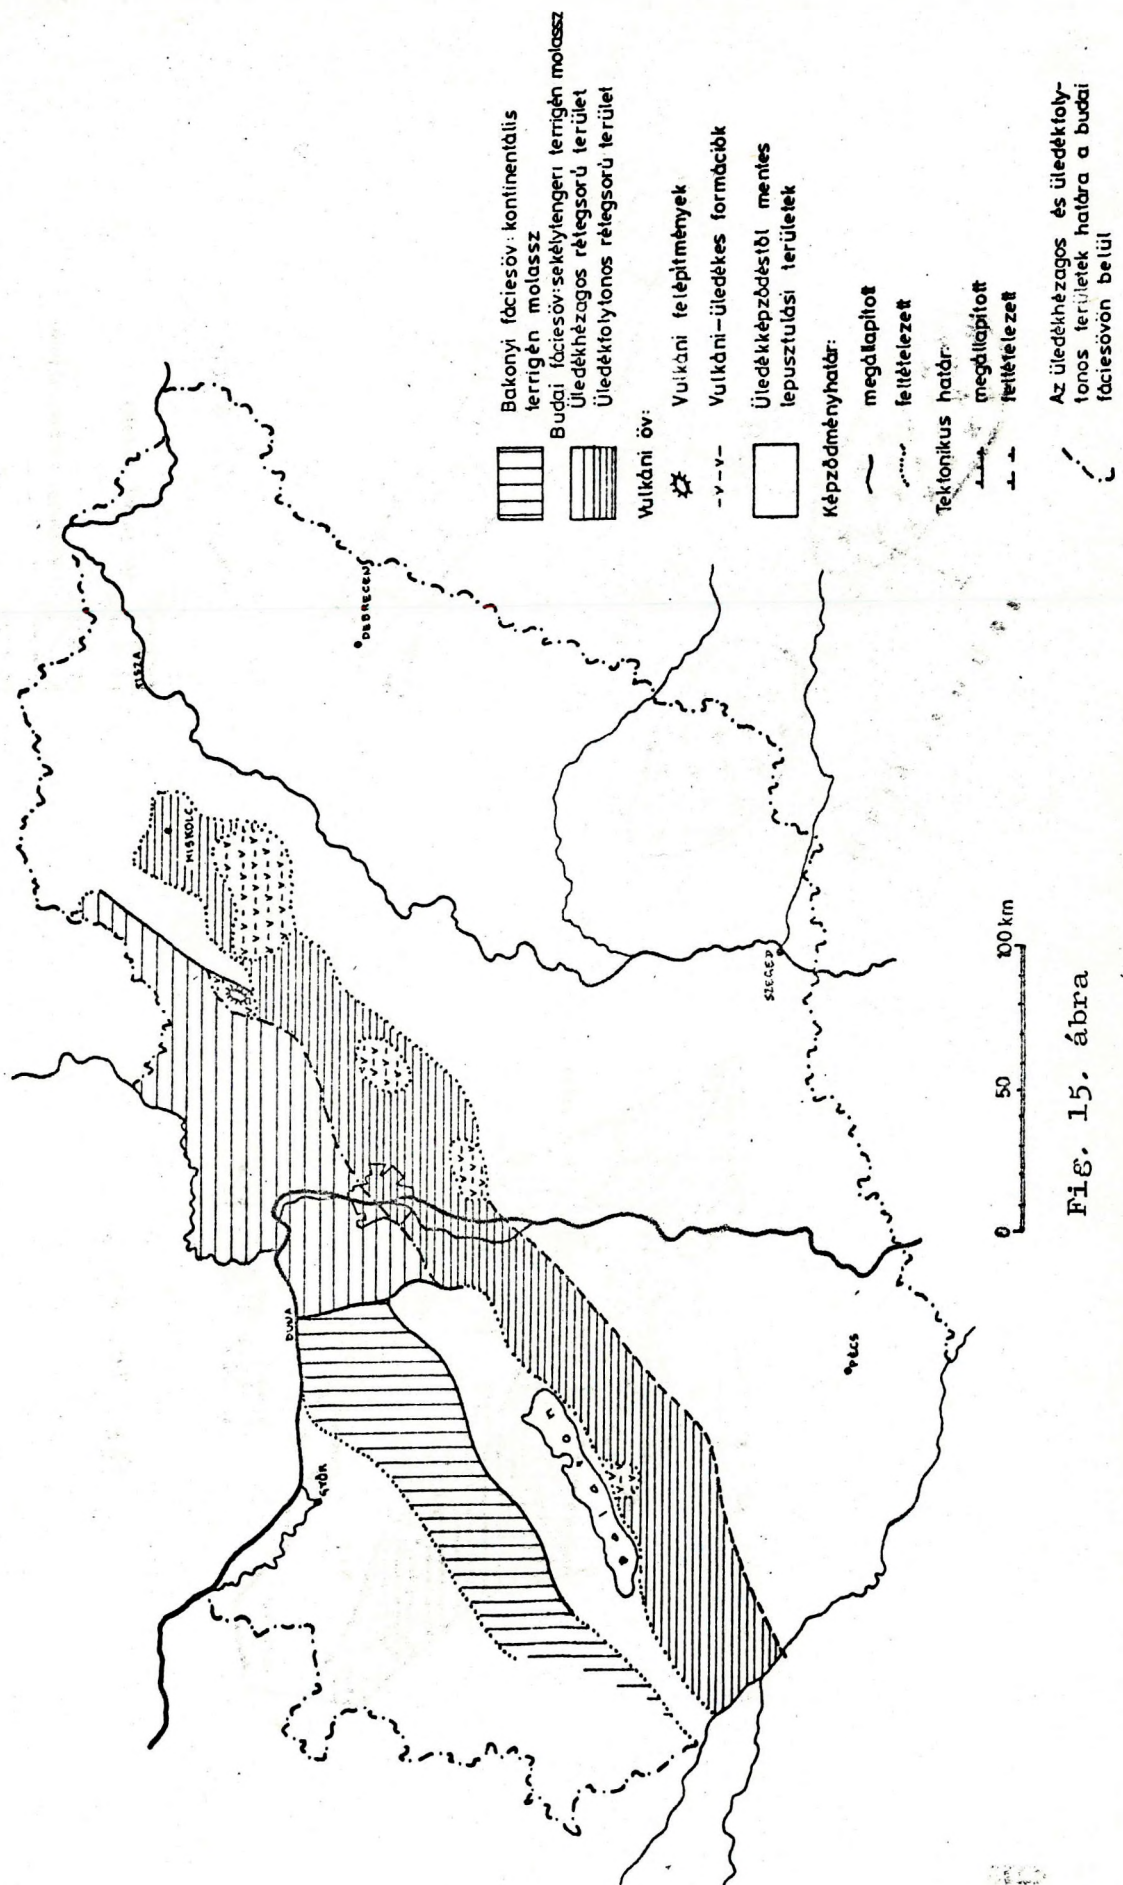 TISZA
MISKOLC
DEBRECEN
DUNA
GYŐR
SZEGED
PÉCS
Bakonyi fáciesöv: kontinentális
terrigén molassz
Budai fáciesöv: sekélytengeri terrigén molassz
Üledékhézagos rétegsorú terület
Üledékfolytonos rétegsorú terület
Vulkáni öv:
Vulkáni felépítmények
-v-v- Vulkáni-üledékes formációk
Üledékképződéstől mentes
lepusztulási területek
Képződményhatár:
megállapított
feltételezett
Tektonikus határ:
megállapított
feltételezett
Az üledékhézagos és üledékfoly-
tonos területek határa a budai
fáciesövön belül
0 50 100 km
Fig. 15. ábra